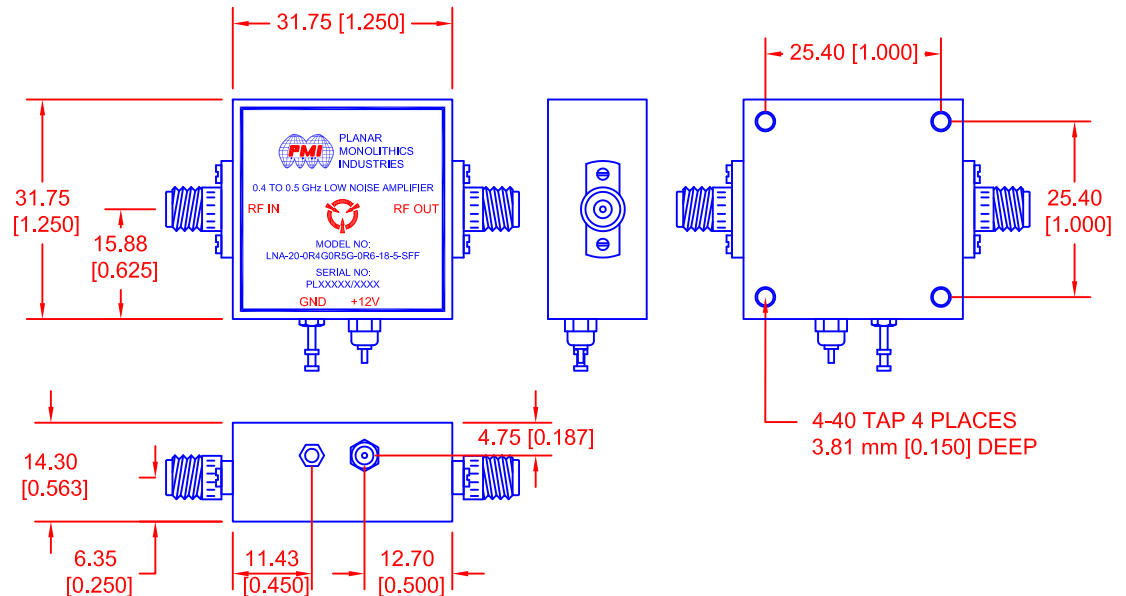 31.75 [1.250]
31.75
[1.250]
15.88
[0.625]
PMI
PLANAR
MONOLITHICS
INDUSTRIES
0.4 TO 0.5 GHz LOW NOISE AMPLIFIER
RF IN
RF OUT
MODEL NO:
LNA-20-0R4G0R5G-0R6-18-5-SFF
SERIAL NO:
PLXXXXX/XXXX
GND +12V
25.40 [1.000]
25.40
[1.000]
4-40 TAP 4 PLACES
3.81 mm [0.150] DEEP
4.75 [0.187]
14.30
[0.563]
6.35
[0.250]
11.43
[0.450]
12.70
[0.500]